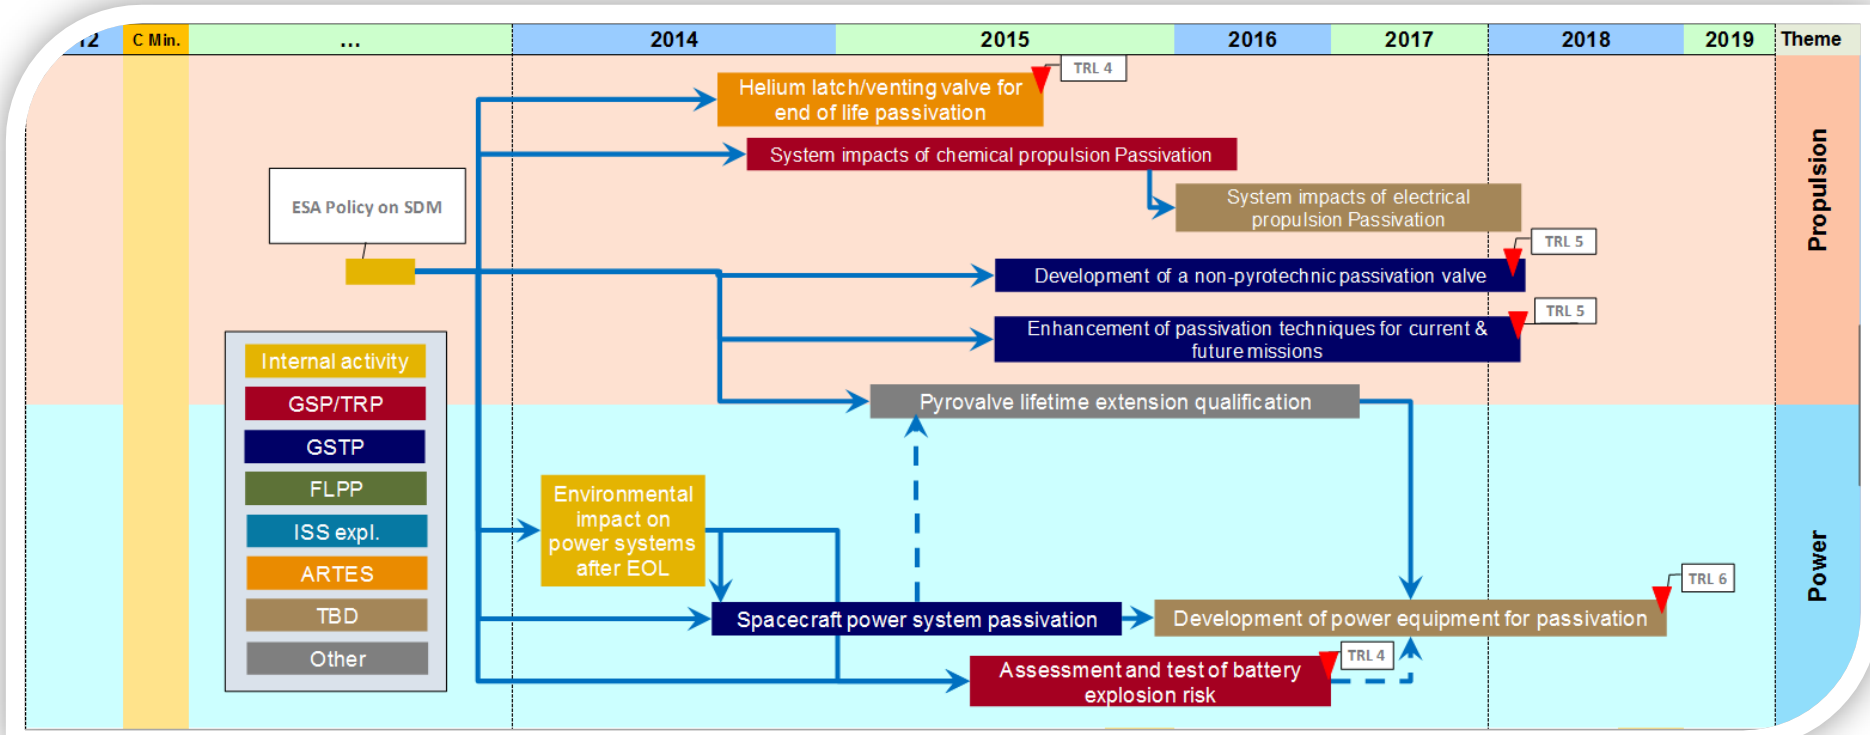 12 C Min. ... 2014 2015 2016 2017 2018 2019 Theme
TRL 4
Helium latch/venting valve for
end of life passivation
System impacts of chemical propulsion Passivation
System impacts of electrical
propulsion Passivation
Propulsion
ESA Policy on SDM
TRL 5
Development of a non-pyrotechnic passivation valve
TRL 5
Enhancement of passivation techniques for current &
future missions
Pyrovalve lifetime extension qualification
Internal activity
GSP/TRP
GSTP
FLPP
ISS expl.
ARTES
TBD
Other
Environmental
impact on
power systems
after EOL
Power
TRL 6
Spacecraft power system passivation
Development of power equipment for passivation
TRL 4
Assessment and test of battery
explosion risk